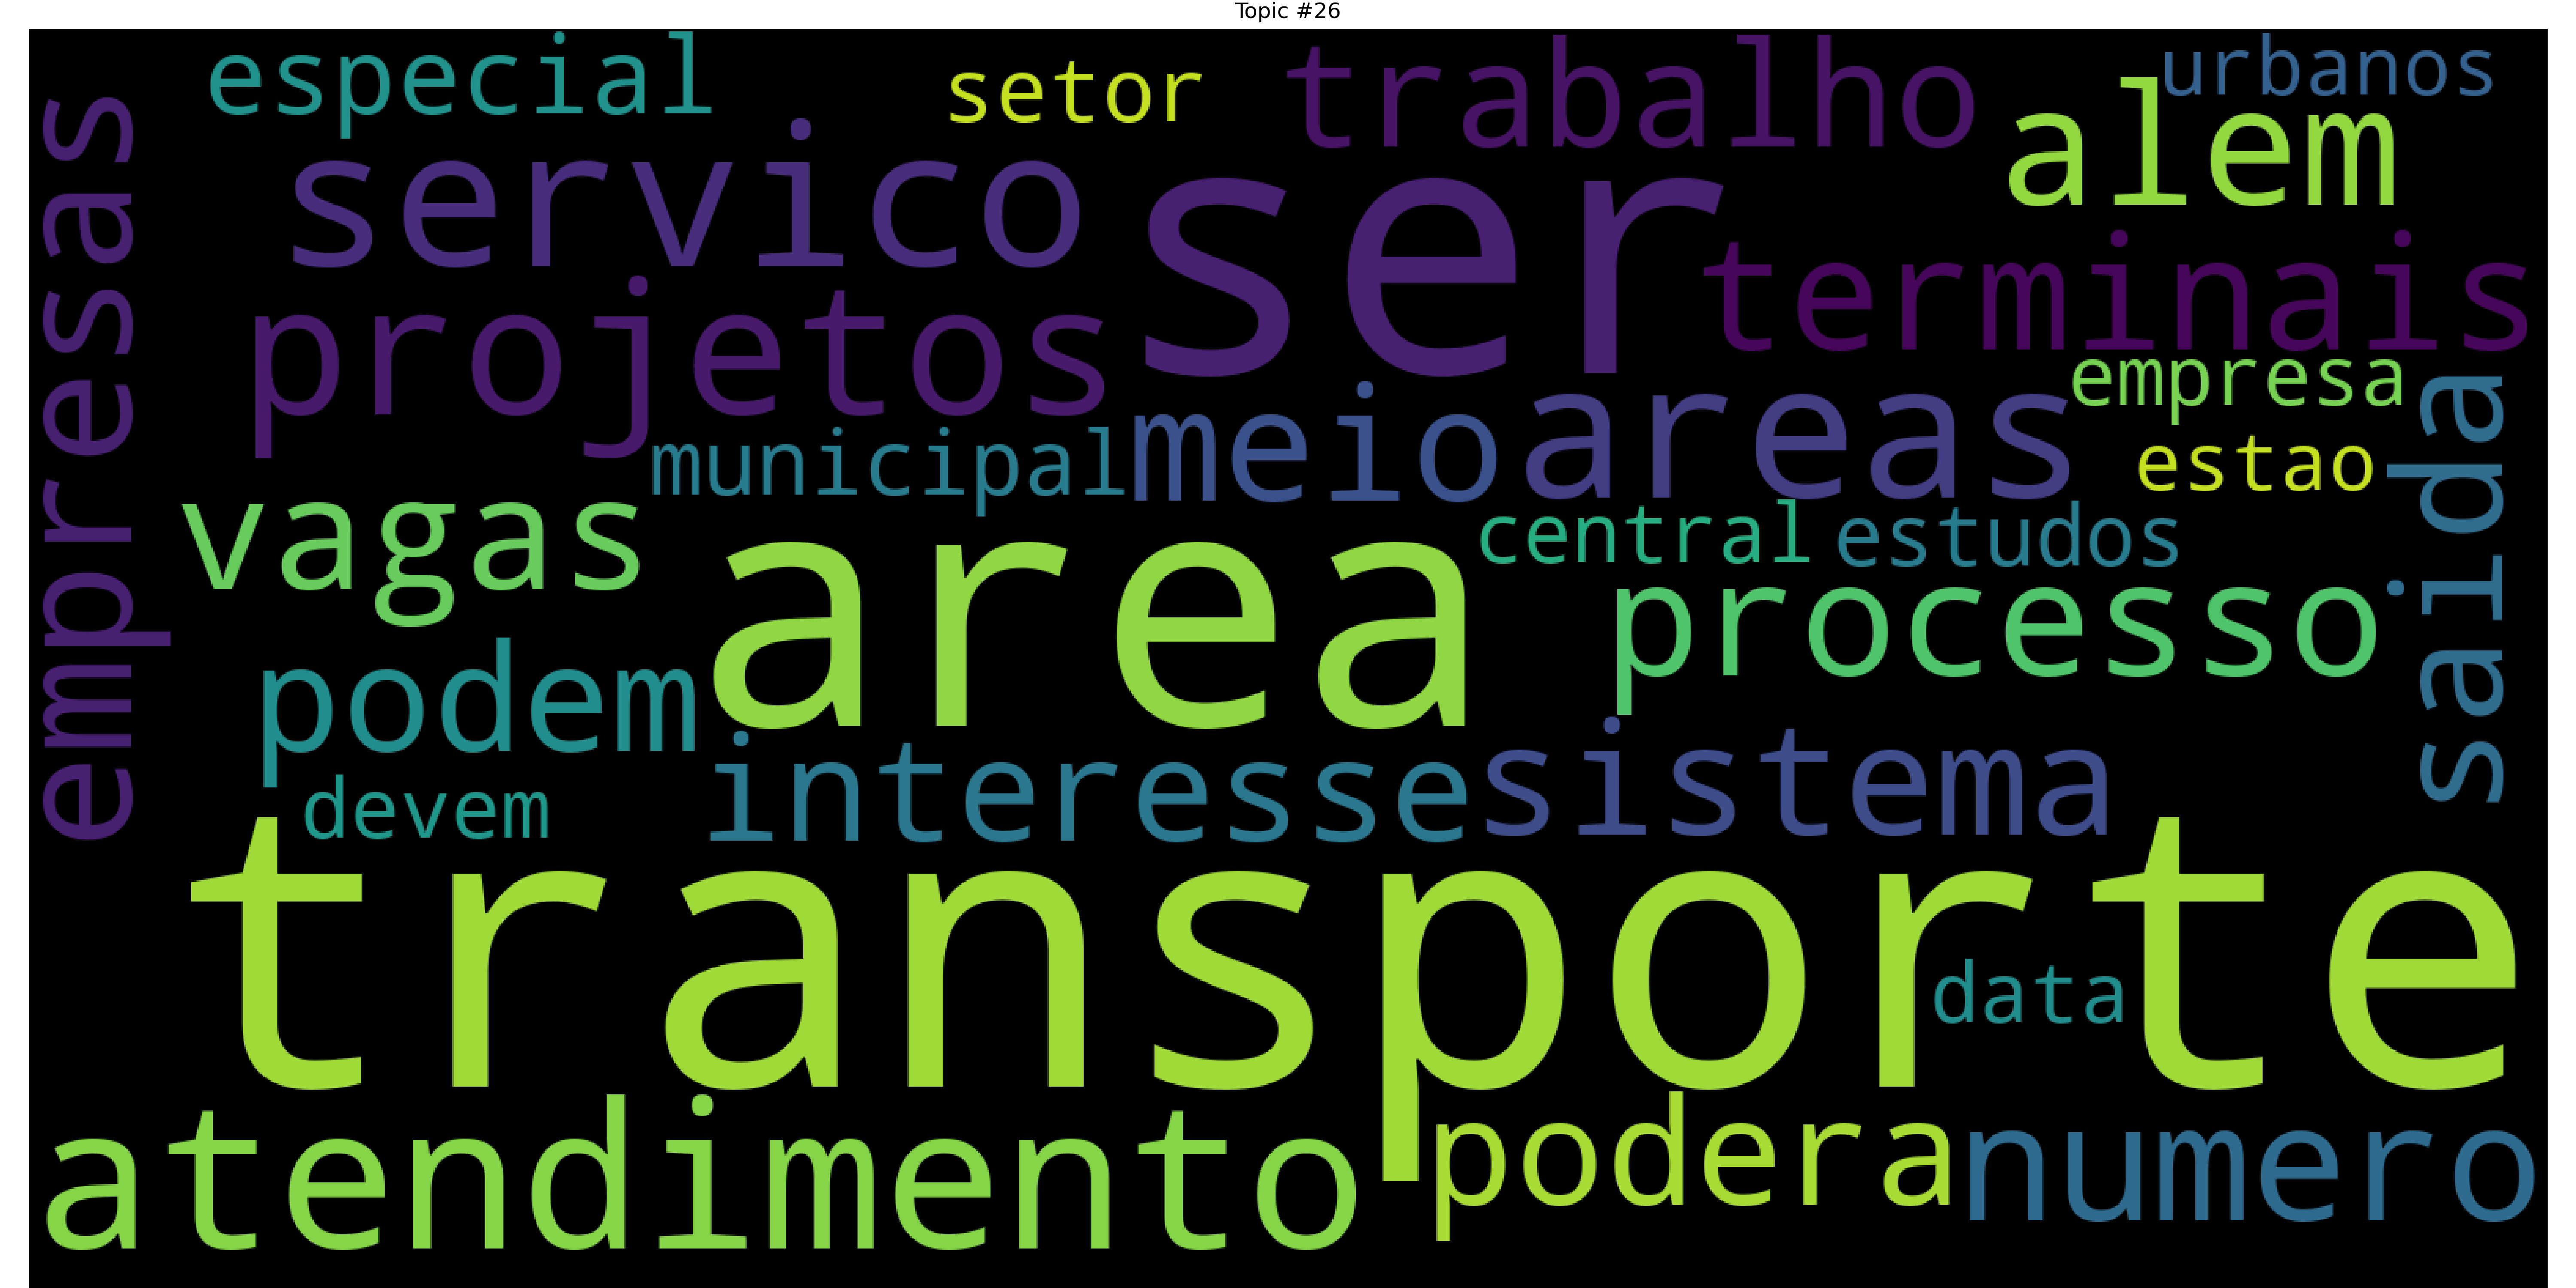 Topic #26
especial
setor
trabalho
urbanos
alem
empresas
servico
ser
terminais
projetos
empresa
areas
meio
municipal
estao
saida
vagas
central
estudos
area
processo
podem
interesse
sistema
devem
transporte
data
atendimento
podera
numero